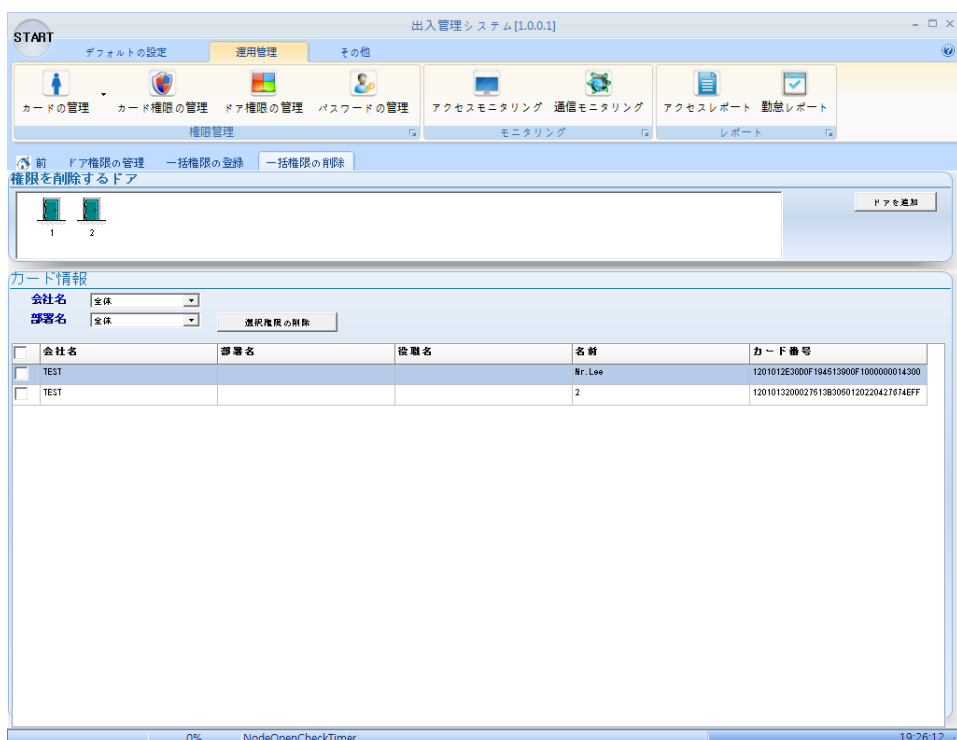 出入管理システム[1.0.0.1]
START
デフォルトの設定 運用管理 その他
カードの管理 カード権限の管理 ドア権限の管理 パスワードの管理 アクセスモニタリング 通信モニタリング アクセスレポート 勤怠レポート
権限管理 モニタリング レポート
前 ドア権限の管理 一括権限の登録 一括権限の削除
権限を削除するドア
ドアを追加
1 2
カード情報
会社名 全体
部署名 全体 選択権限の削除
会社名 部署名 役職名 名前 カード番号
TEST Mr.Lee 1201012E30D0F194513900F1000000014300
TEST 2 1201013200027513B3050120220427674EFF
0% NodeOpenCheckTimer 19:26:12